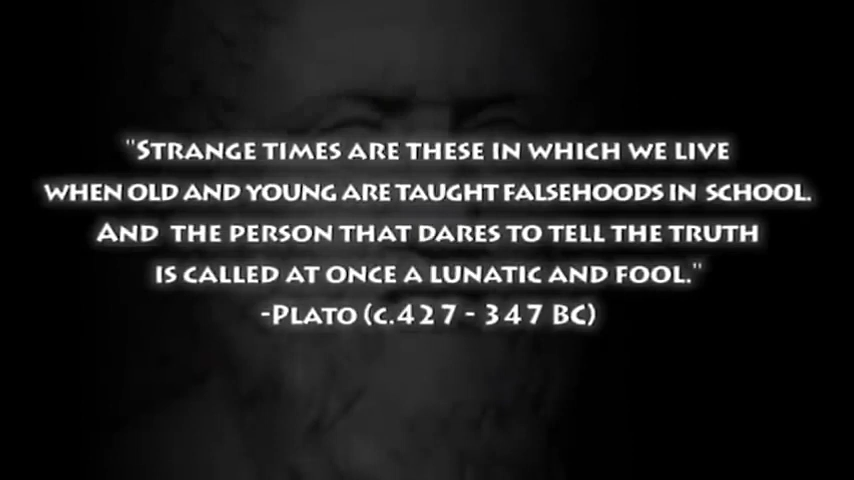 "Strange times are these in which we live
when old and young are taught falsehoods in school.
And the person that dares to tell the truth
is called at once a lunatic and fool."
-Plato (c.427 - 347 BC)